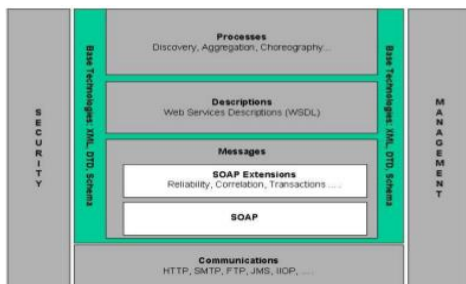 SECURITY
Base Technologies: XML, DTD, Schema
Processes
Discovery, Aggregation, Choreography...
Descriptions
Web Services Descriptions (WSDL)
Messages
SOAP Extensions
Reliability, Correlation, Transactions .....
SOAP
Base Technologies: XML, DTD, Schema
MANAGEMENT
Communications
HTTP, SMTP, FTP, JMS, IIOP, .....